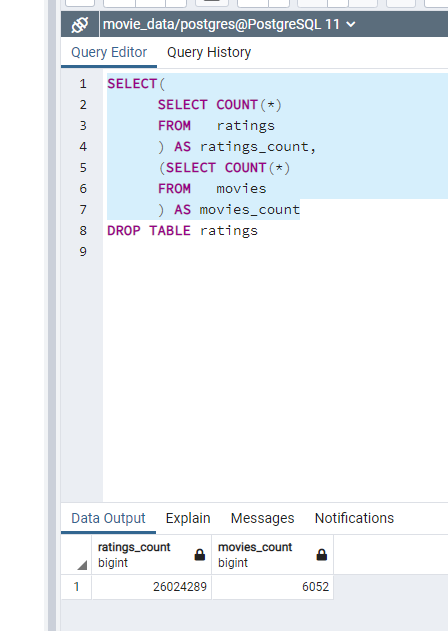 movie_data/postgres@PostgreSQL 11
Query Editor Query History
1 SELECT(
2 SELECT COUNT(*)
3 FROM ratings
4 ) AS ratings_count,
5 (SELECT COUNT(*)
6 FROM movies
7 ) AS movies_count
8 DROP TABLE ratings
9
Data Output Explain Messages Notifications
ratings_count movies_count
bigint bigint
1 26024289 6052